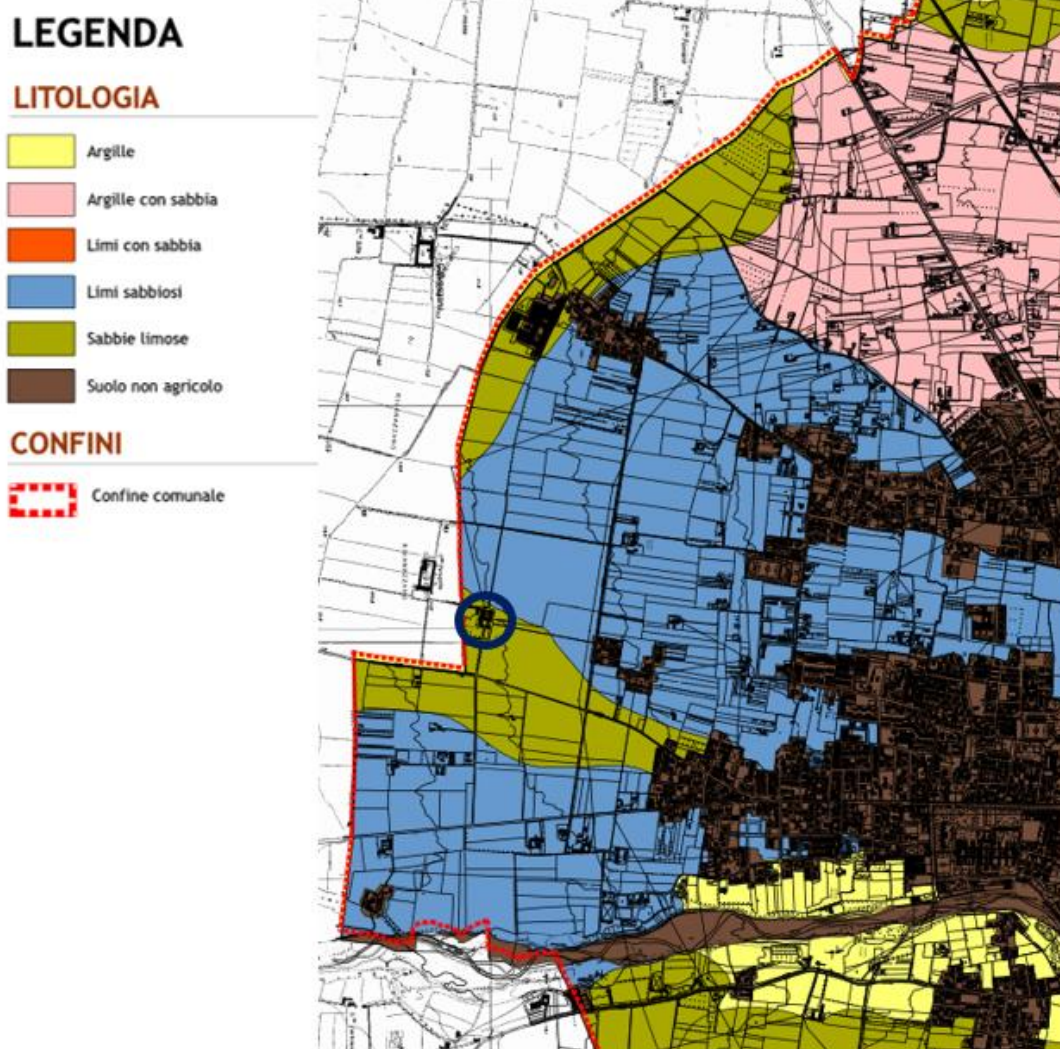 LEGENDA
LITOLOGIA
Argille
Argille con sabbia
Limi con sabbia
Limi sabbiosi
Sabbie limose
Suolo non agricolo
CONFINI
Confine comunale